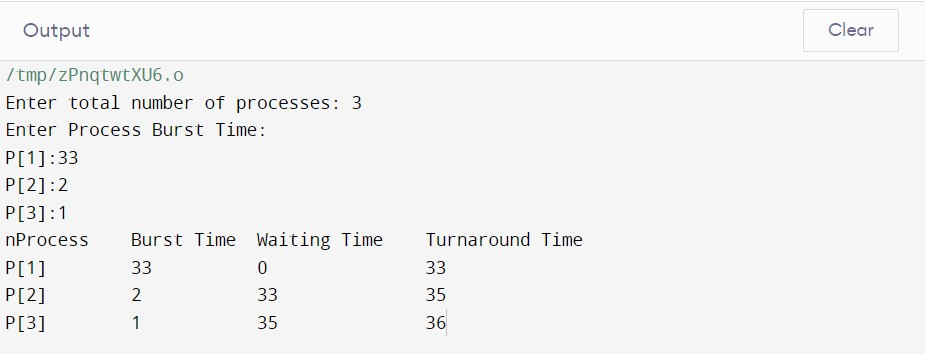 Output
Clear
/tmp/zPnqtwtXU6.o
Enter total number of processes: 3
Enter Process Burst Time:
P[1]:33
P[2]:2
P[3]:1
nProcess Burst Time Waiting Time Turnaround Time
P[1] 33 0 33
P[2] 2 33 35
P[3] 1 35 36